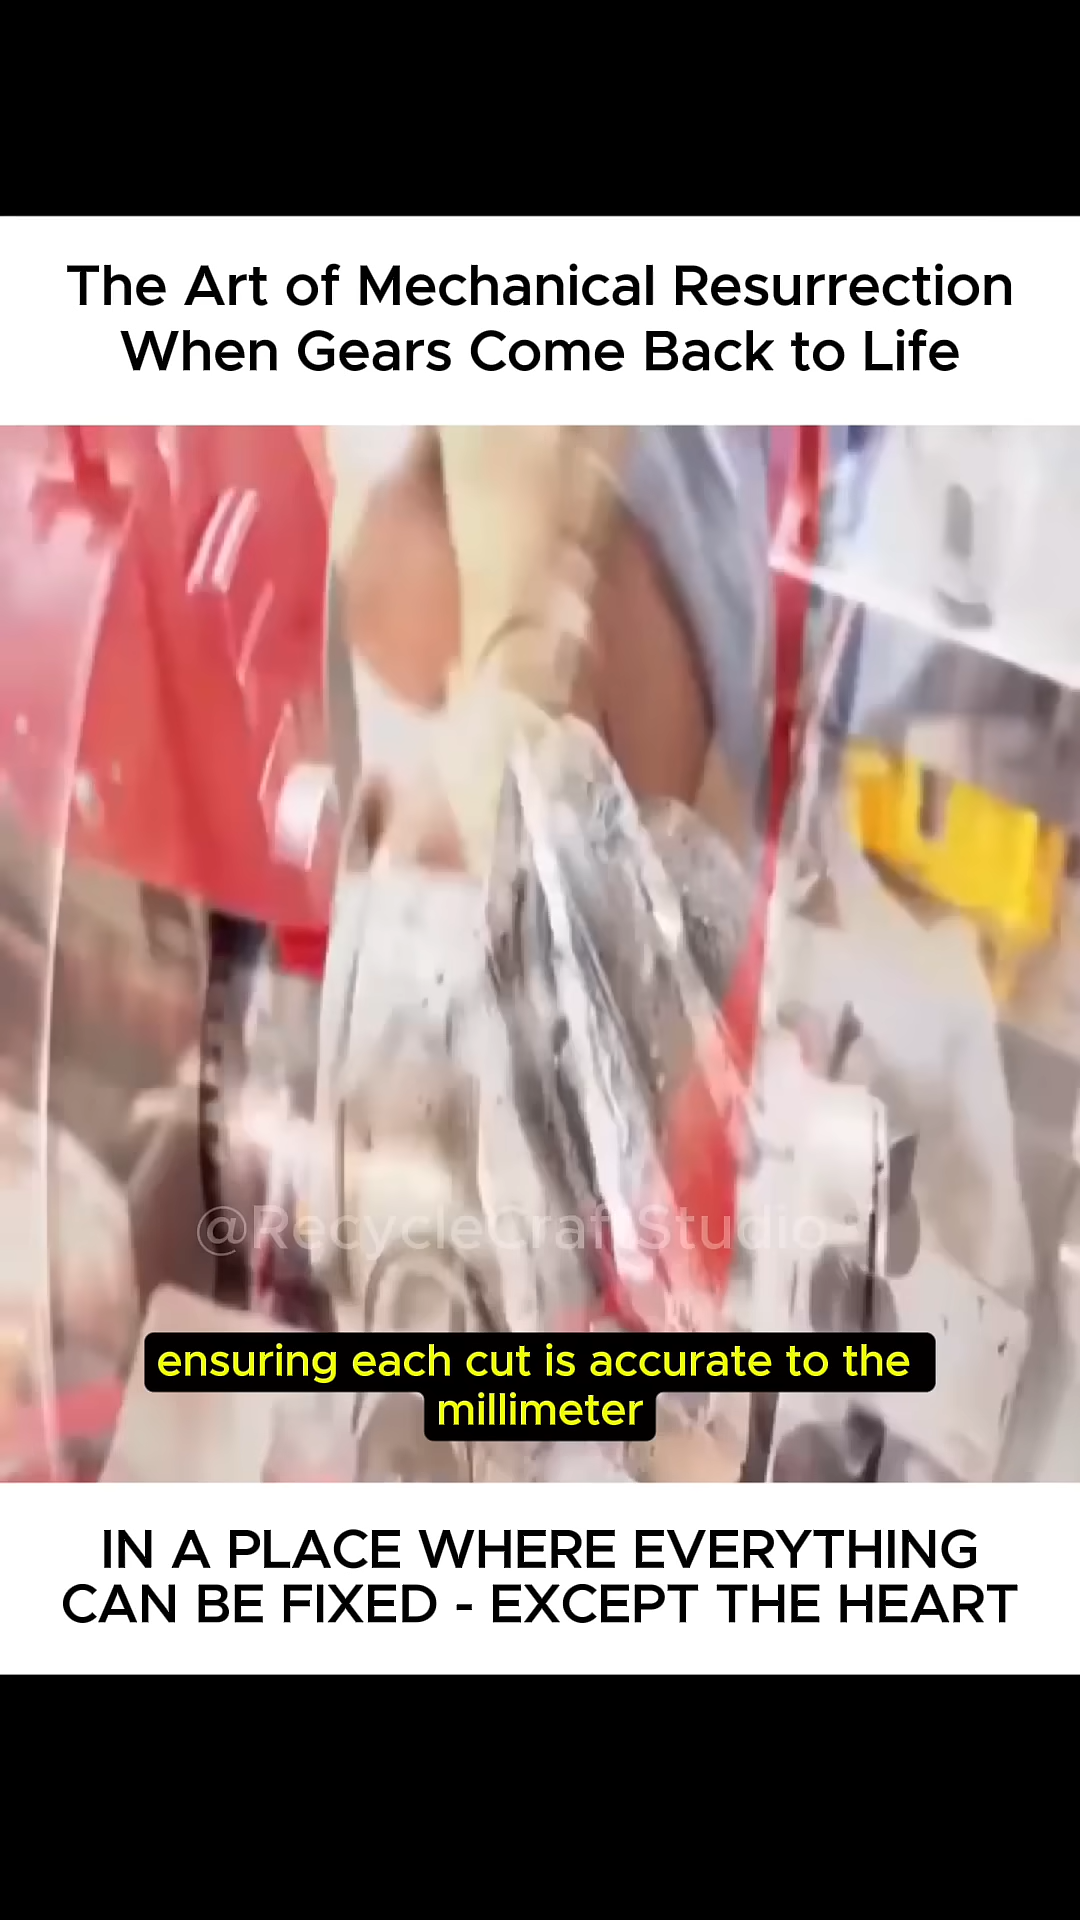 The Art of Mechanical Resurrection
When Gears Come Back to Life
@RecycleCraftStudio
ensuring each cut is accurate to the
millimeter
IN A PLACE WHERE EVERYTHING
CAN BE FIXED - EXCEPT THE HEART